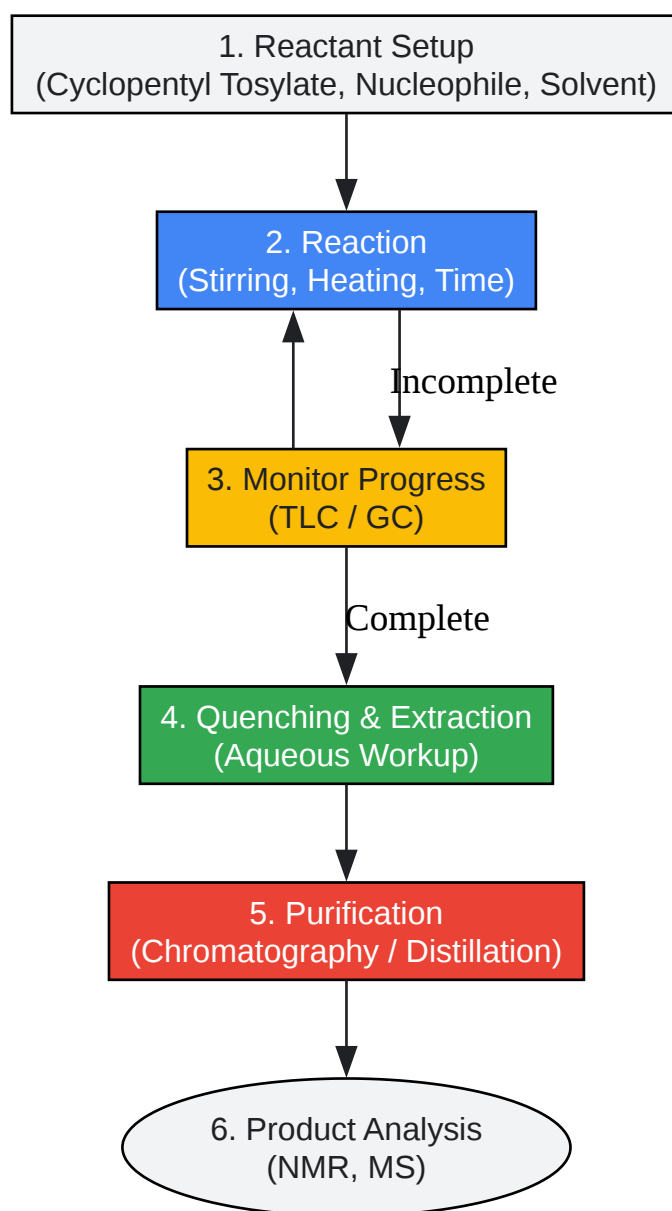 1. Reactant Setup
(Cyclopentyl Tosylate, Nucleophile, Solvent)
2. Reaction
(Stirring, Heating, Time)
Incomplete
3. Monitor Progress
(TLC / GC)
Complete
4. Quenching & Extraction
(Aqueous Workup)
5. Purification
(Chromatography / Distillation)
6. Product Analysis
(NMR, MS)